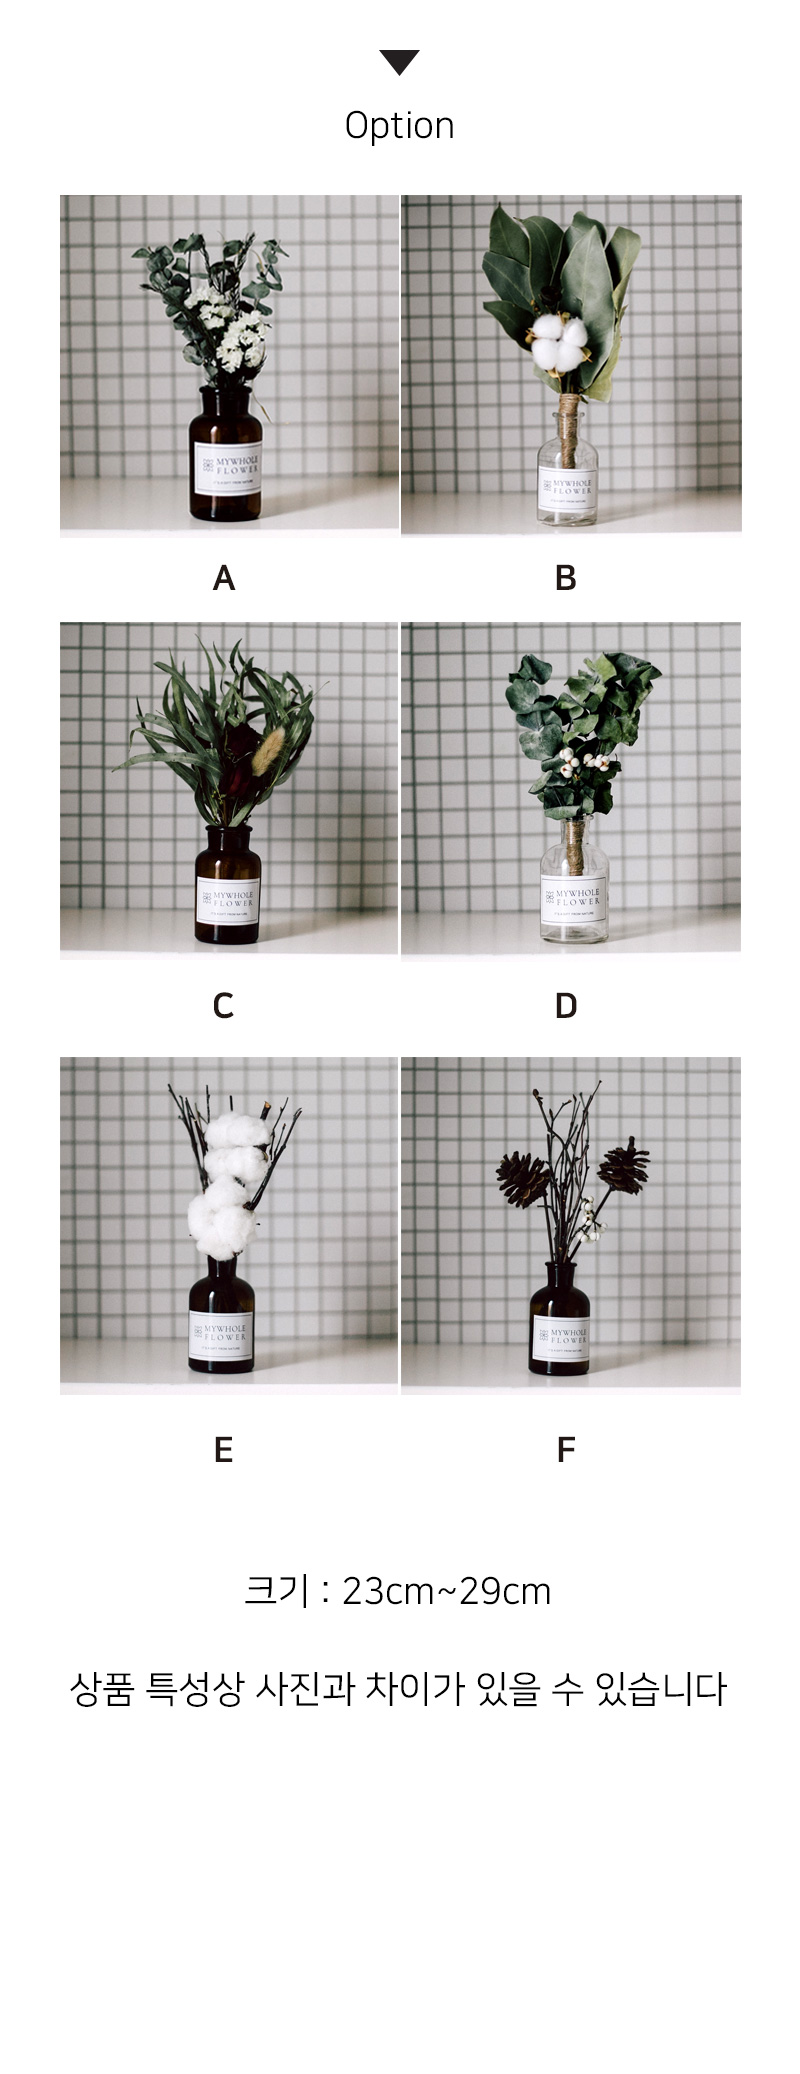 Option
MYWHOLE
FLOWER
MYWHOLE
FLOWER
A
B
MYWHOLE
FLOWER
MYWHOLE
FLOWER
C
D
MYWHOLE
FLOWER
MYWHOLE
FLOWER
E
F
크기 : 23cm~29cm
상품 특성상 사진과 차이가 있을 수 있습니다